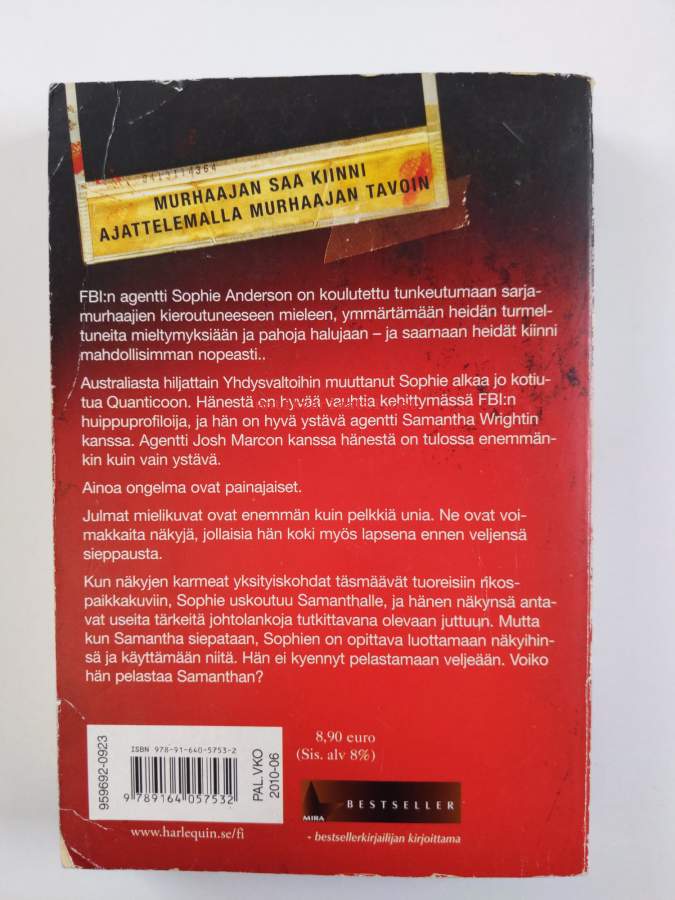 0413114364
MURHAAJAN SAA KIINNI
AJATTELEMALLA MURHAAJAN TAVOIN
FBI:n agentti Sophie Anderson on koulutettu tunkeutumaan sarja-
murhaajien kieroutuneeseen mieleen, ymmärtämään heidän turmel-
tuneita mieltymyksiään ja pahoja halujaan – ja saamaan heidät kiinni
mahdollisimman nopeasti..
Australiasta hiljattain Yhdysvaltoihin muuttanut Sophie alkaa jo kotiu-
tua Quanticoon. Hänestä on hyvää vauhtia kehittymässä FBI:n
huippuprofiloija, ja hän on hyvä ystävä agentti Samantha Wrightin
kanssa. Agentti Josh Marcon kanssa hänestä on tulossa enemmän-
kin kuin vain ystävä.
Ainoa ongelma ovat painajaiset.
Julmat mielikuvat ovat enemmän kuin pelkkiä unia. Ne ovat voi-
makkaita näkyjä, jollaisia hän koki myös lapsena ennen veljensä
sieppausta.
Kun näkyjen karmeat yksityiskohdat täsmäävät tuoreisiin rikos-
paikkakuviin, Sophie uskoutuu Samanthalle, ja hänen näkynsä anta-
vat useita tärkeitä johtolankoja tutkittavana olevaan juttuun. Mutta
kun Samantha siepataan, Sophien on opittava luottamaan näkyihin-
sä ja käyttämään niitä. Hän ei kyennyt pelastamaan veljeään. Voiko
hän pelastaa Samanthan?
959692-0923
ISBN 978-91-640-5753-2
9 789164 057532
PAL.VKO
2010-06
www.harlequin.se/fi
8,90 euro
(Sis. alv 8%)
MIRA
BESTSELLER
- bestsellerkirjailijan kirjoittama